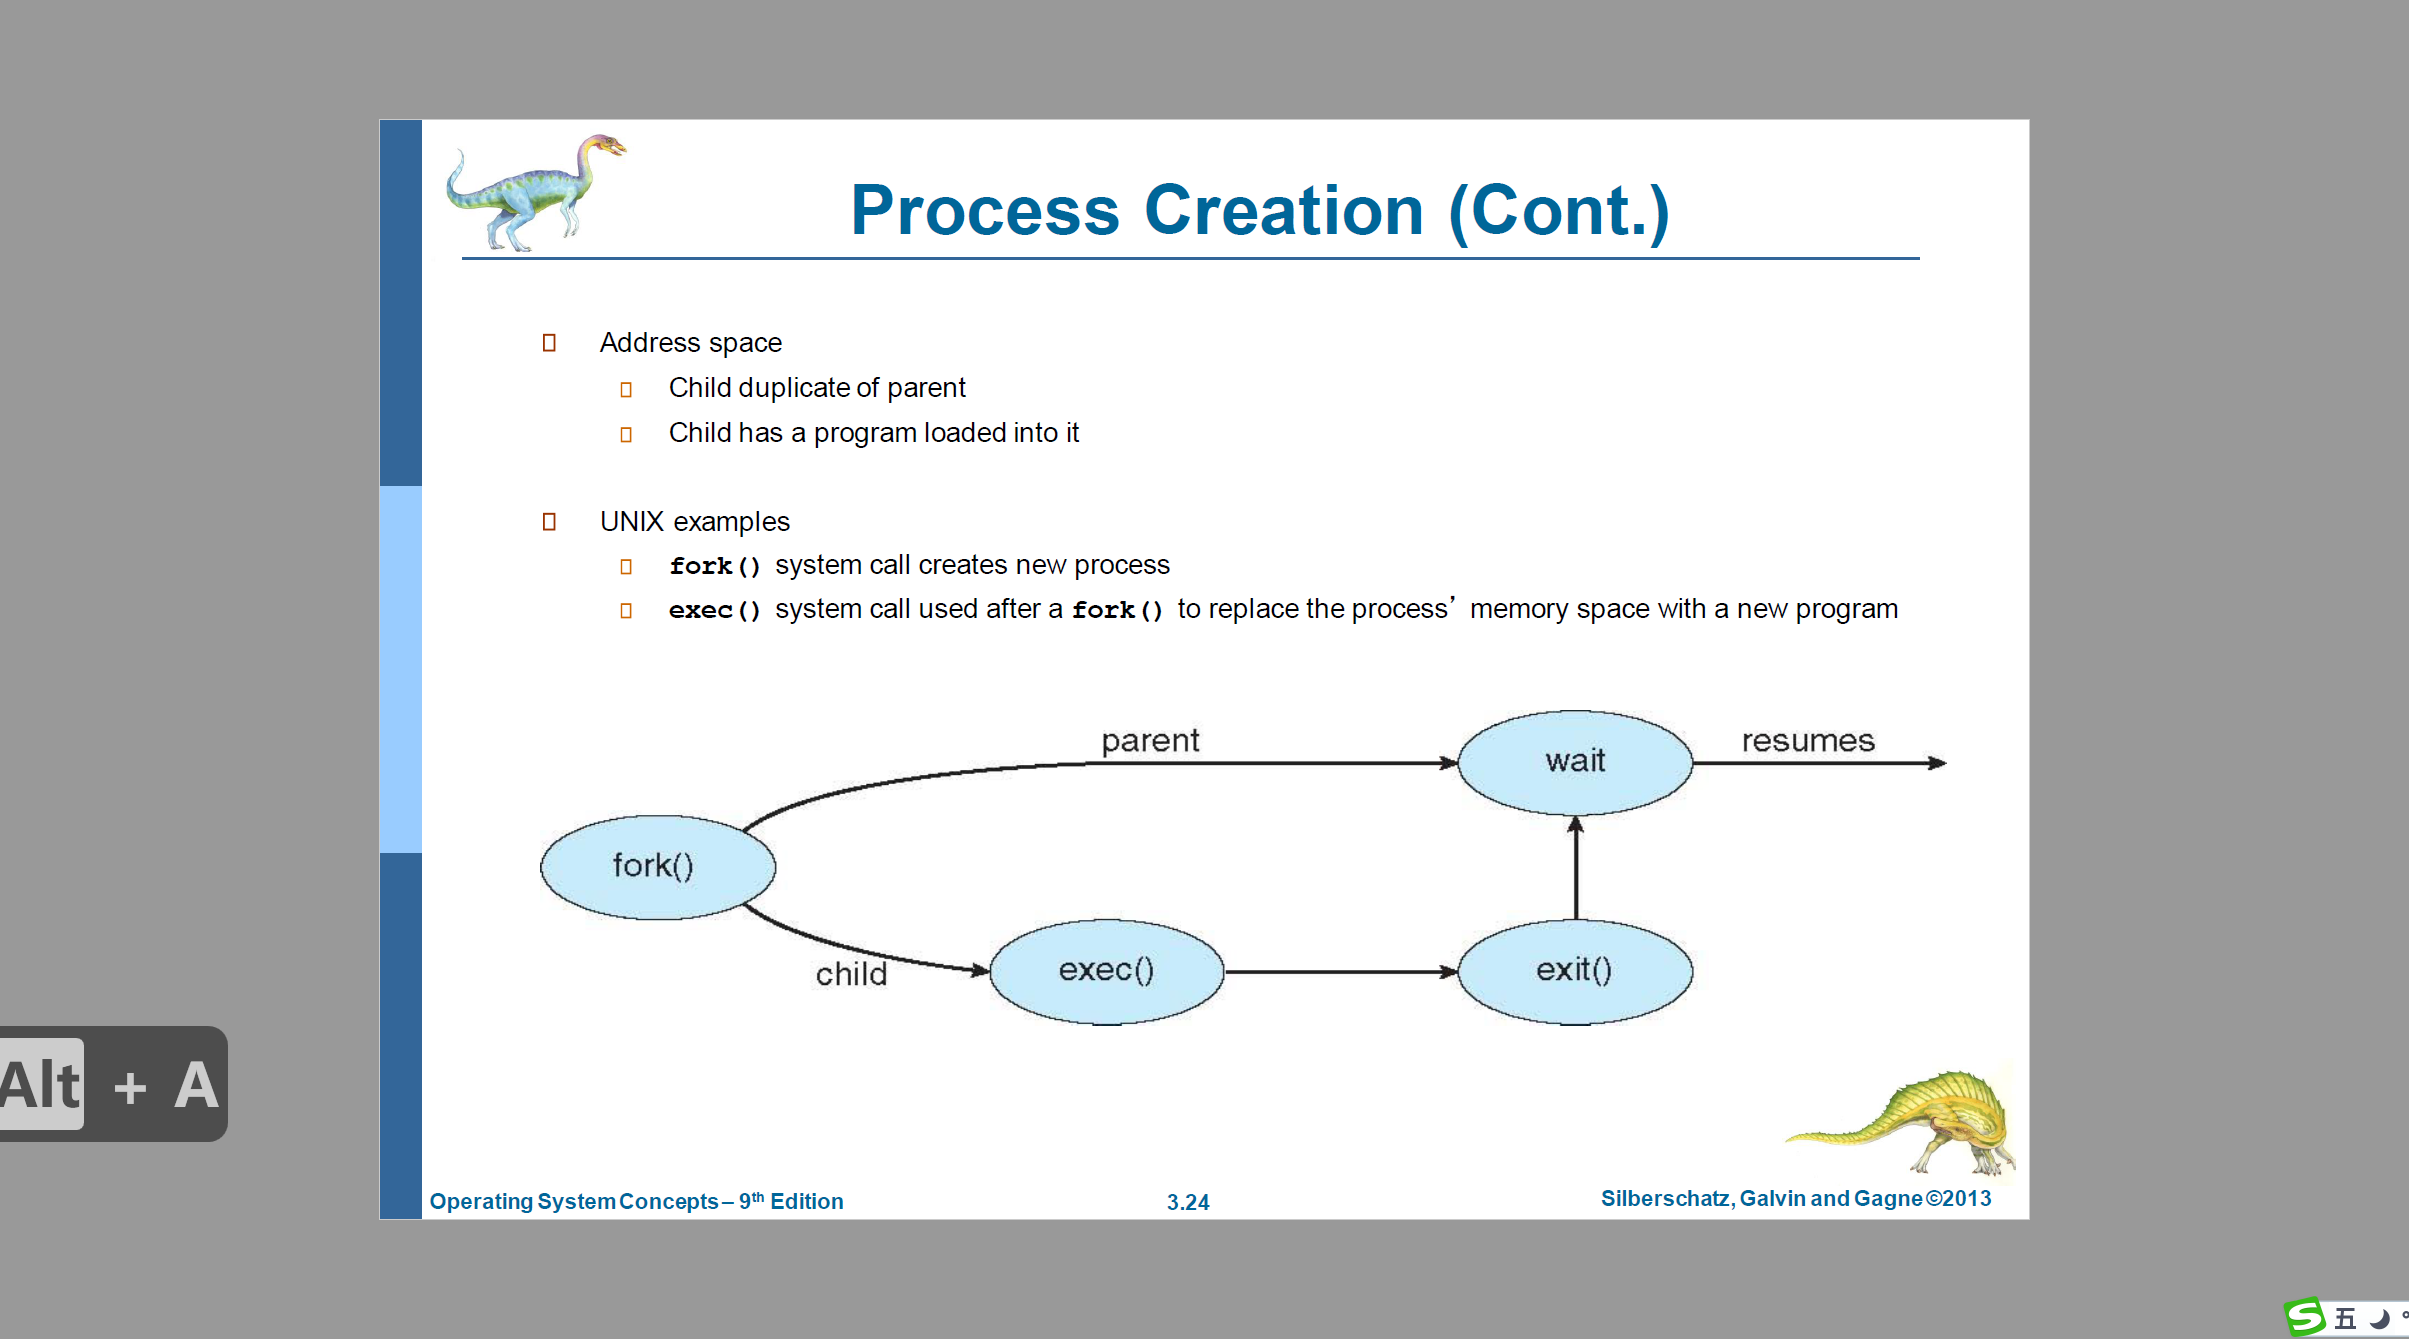 Process Creation (Cont.)
Address space
Child duplicate of parent
Child has a program loaded into it
UNIX examples
fork() system call creates new process
exec() system call used after a fork() to replace the process’ memory space with a new program
parent
wait
resumes
fork()
child
exec()
exit()
Alt + A
Operating System Concepts – 9th Edition
3.24
Silberschatz, Galvin and Gagne ©2013
S 五